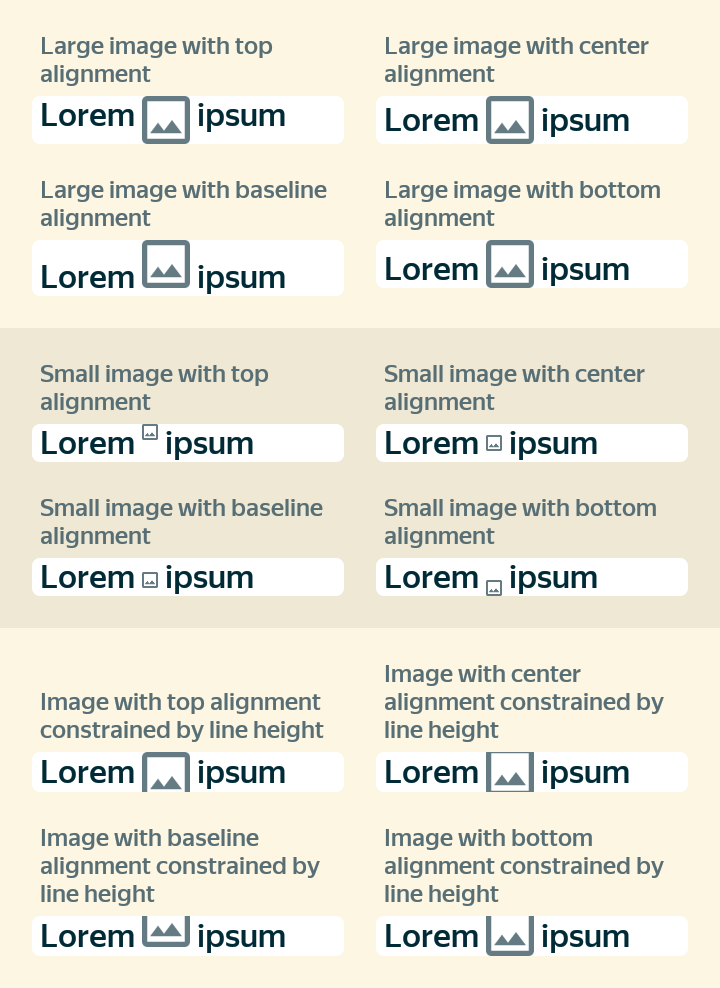 Large image with top
alignment
Lorem ipsum
Large image with center
alignment
Lorem ipsum
Large image with baseline
alignment
Lorem ipsum
Large image with bottom
alignment
Lorem ipsum
Small image with top
alignment
Lorem ipsum
Small image with center
alignment
Lorem ipsum
Small image with baseline
alignment
Lorem ipsum
Small image with bottom
alignment
Lorem ipsum
Image with top alignment
constrained by line height
Lorem ipsum
Image with center
alignment constrained by
line height
Lorem ipsum
Image with baseline
alignment constrained by
line height
Lorem ipsum
Image with bottom
alignment constrained by
line height
Lorem ipsum